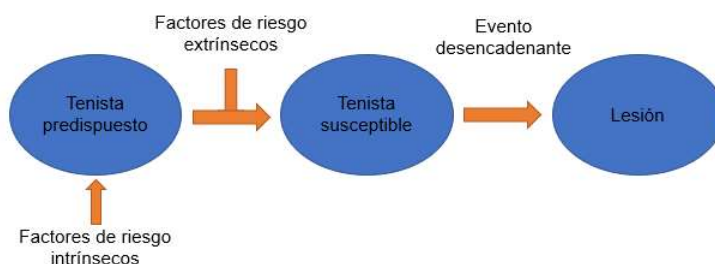 Factores de riesgo
extrínsecos
Evento
desencadenante
Tenista
predispuesto
Tenista
susceptible
Lesión
Factores de riesgo
intrínsecos